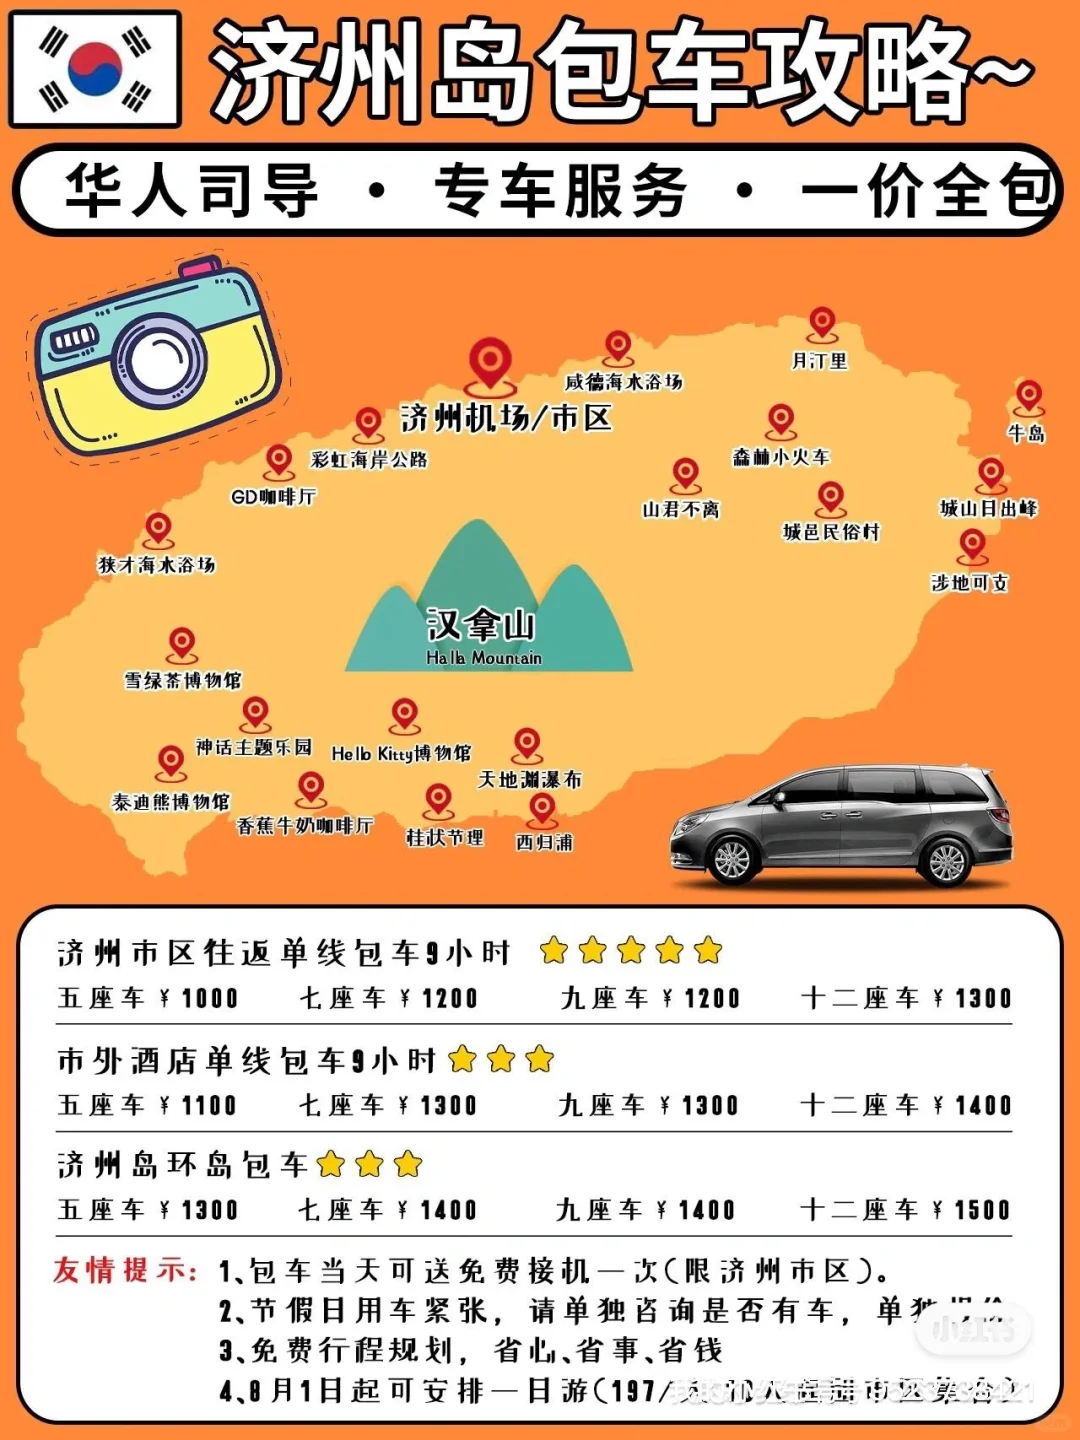 济州岛包车攻略~
华人司导 · 专车服务 · 一价全包
月汀里
咸德海水浴场
济州机场/市区
牛岛
彩虹海岸公路
森林小火车
GD咖啡厅
山君不离
城山日出峰
城邑民俗村
狭才海水浴场
涉地可支
汉拿山
Halla Mountain
雪绿茶博物馆
神话主题乐园
Hello Kitty博物馆
天地渊瀑布
泰迪熊博物馆
香蕉牛奶咖啡厅
桂状节理
西归浦
济州市区往返单线包车9小时
五座车¥1000 七座车¥1200 九座车¥1200 十二座车¥1300
市外酒店单线包车9小时
五座车¥1100 七座车¥1300 九座车¥1300 十二座车¥1400
济州岛环岛包车
五座车¥1300 七座车¥1400 九座车¥1400 十二座车¥1500
友情提示:
1、包车当天可送免费接机一次(限济州市区)。
2、节假日用车紧张，请单独咨询是否有车，单独报价
3、免费行程规划，省心、省事、省钱
4、8月1日起可安排一日游(197/
小红书